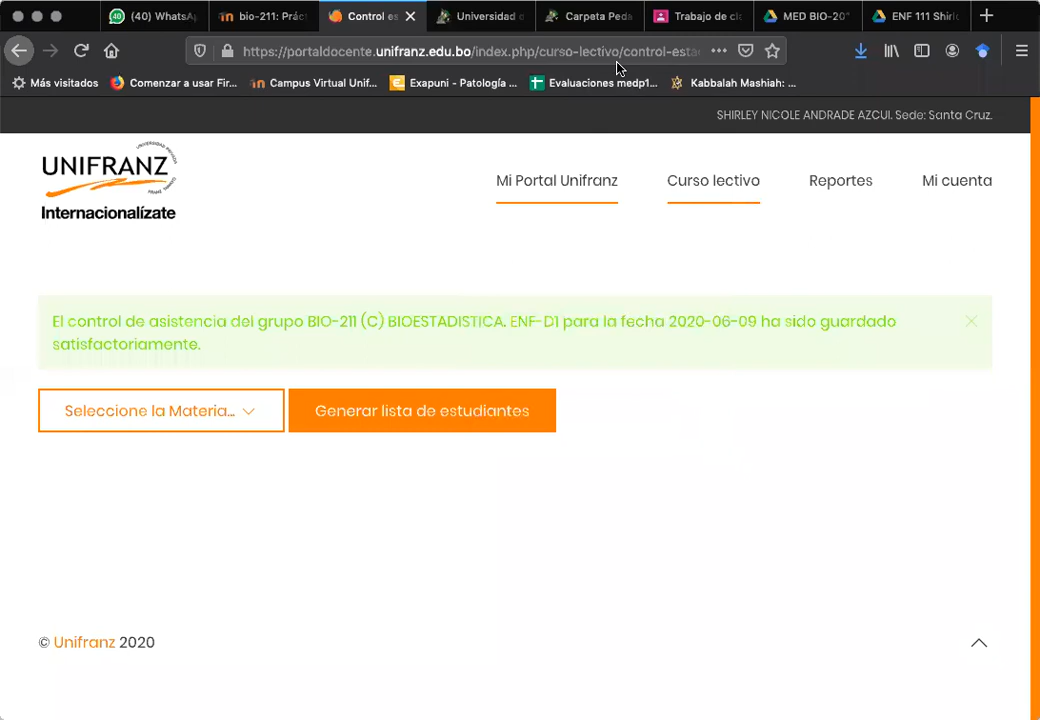 (40) WhatsA
bio-211: Prác
Control es
Universidad
Carpeta Peda
Trabajo de
MED BIO-20
ENF 111 Shirl
https://portaldocente.unifranz.edu.bo/index.php/curso-lectivo/control-esta
Más visitados
Comenzar a usar Fir...
Campus Virtual Unif...
Exapuni - Patología ...
Evaluaciones medp1...
Kabbalah Mashiah: ...
SHIRLEY NICOLE ANDRADE AZCUI. Sede: Santa Cruz.
UNIFRANZ
Internacionalízate
Mi Portal Unifranz
Curso lectivo
Reportes
Mi cuenta
El control de asistencia del grupo BIO-211 (C) BIOESTADISTICA. ENF-D1 para la fecha 2020-06-09 ha sido guardado
satisfactoriamente.
Seleccione la Materia...
Generar lista de estudiantes
© Unifranz 2020